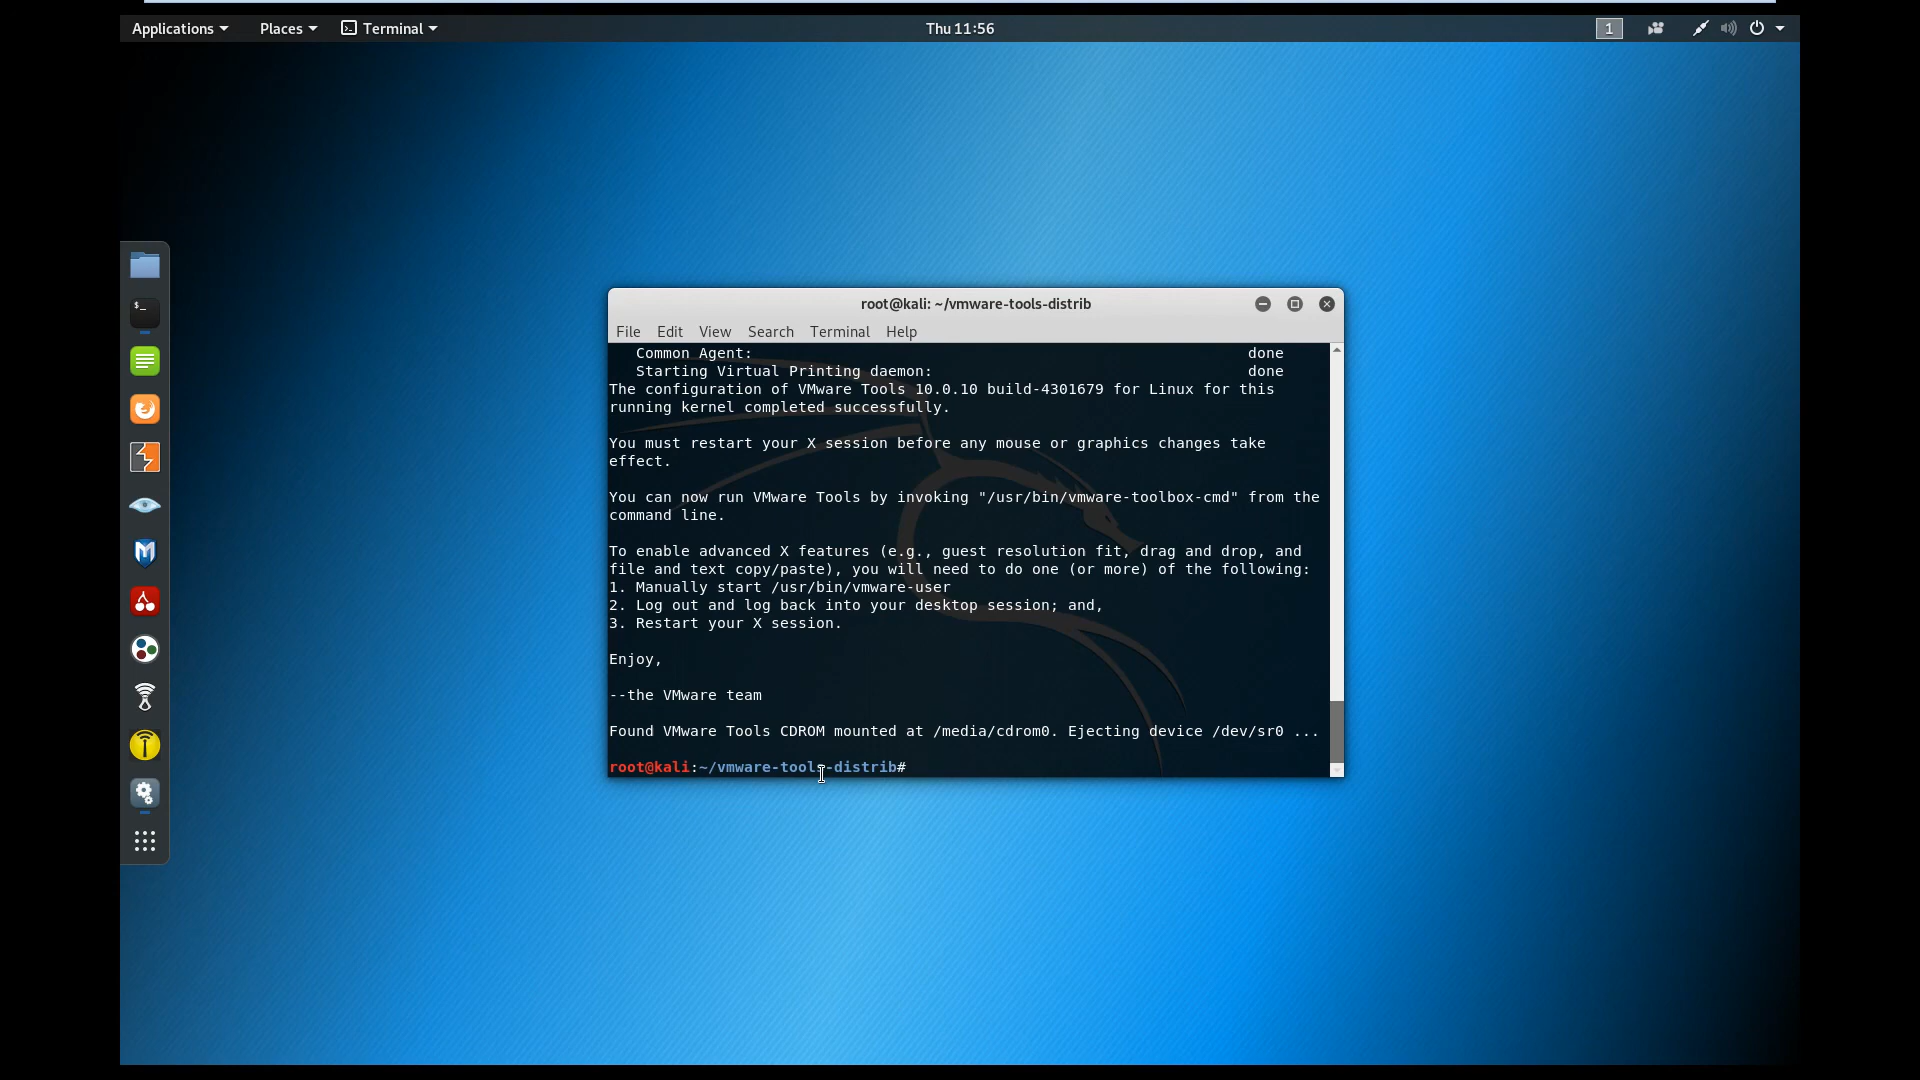 Applications Places Terminal Thu 11:56 1
root@kali: ~/vmware-tools-distrib
File Edit View Search Terminal Help
Common Agent: done
Starting Virtual Printing daemon: done
The configuration of VMware Tools 10.0.10 build-4301679 for Linux for this
running kernel completed successfully.
You must restart your X session before any mouse or graphics changes take
effect.
You can now run VMware Tools by invoking "/usr/bin/vmware-toolbox-cmd" from the
command line.
To enable advanced X features (e.g., guest resolution fit, drag and drop, and
file and text copy/paste), you will need to do one (or more) of the following:
1. Manually start /usr/bin/vmware-user
2. Log out and log back into your desktop session; and,
3. Restart your X session.
Enjoy,
--the VMware team
Found VMware Tools CDROM mounted at /media/cdrom0. Ejecting device /dev/sr0 ...
root@kali:~/vmware-tools-distrib#